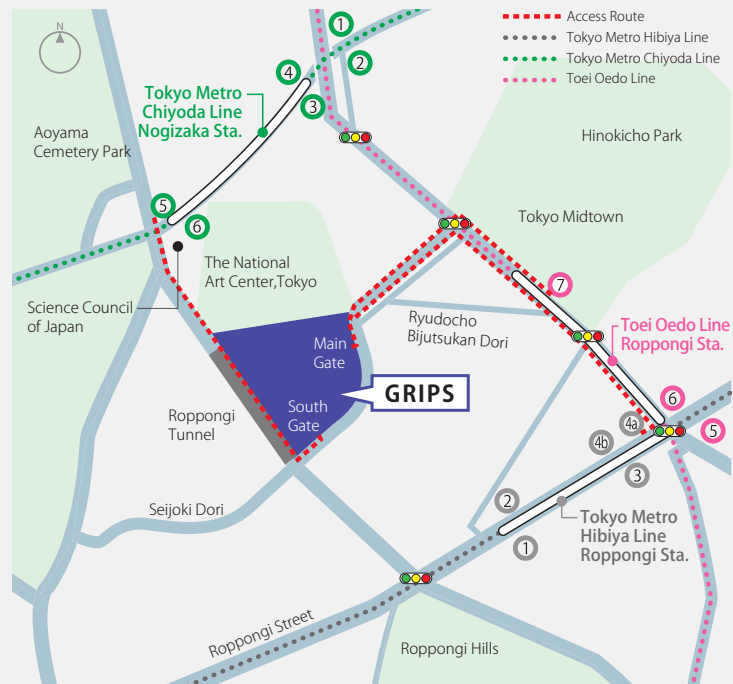 N
Access Route
Tokyo Metro Hibiya Line
Tokyo Metro Chiyoda Line
Toei Oedo Line
1
2
4
3
Tokyo Metro
Chiyoda Line
Nogizaka Sta.
Aoyama
Cemetery Park
Hinokicho Park
5
6
Tokyo Midtown
The National
Art Center,Tokyo
7
Science Council
of Japan
Ryudocho
Bijutsukan Dori
Toei Oedo Line
Roppongi Sta.
Main
Gate
GRIPS
South
Gate
Roppongi
Tunnel
6
5
4a
4b
3
2
1
Seijoki Dori
Tokyo Metro
Hibiya Line
Roppongi Sta.
Roppongi Street
Roppongi Hills